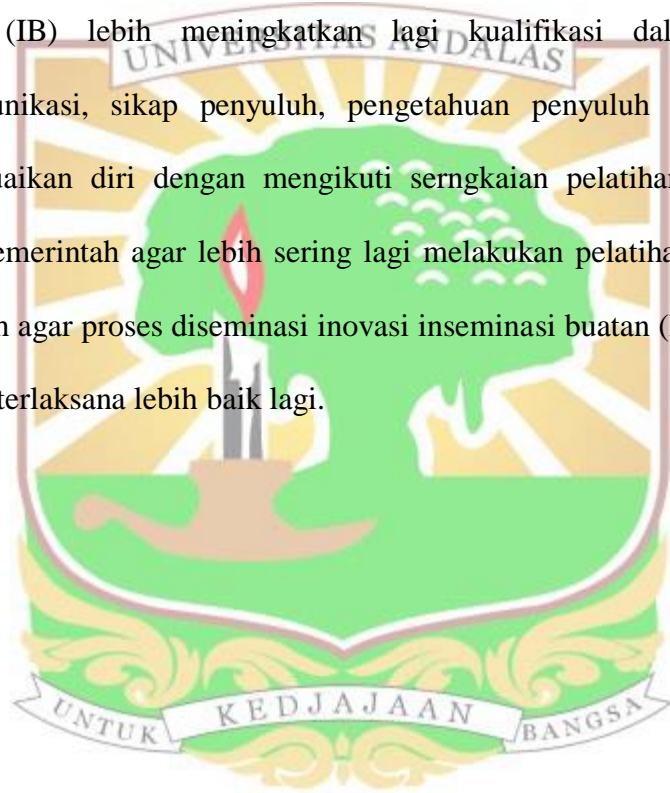 (IB) lebih meningkatkan lagi kualifikasi dal
UNIVERSITAS ANDALAS
unikasi, sikap penyuluh, pengetahuan penyuluh
uaikan diri dengan mengikuti serngkaian pelatihan
emerintah agar lebih sering lagi melakukan pelatiha
n agar proses diseminasi inovasi inseminasi buatan (
terlaksana lebih baik lagi.
UNTUK KEDJAJAAN BANGSA